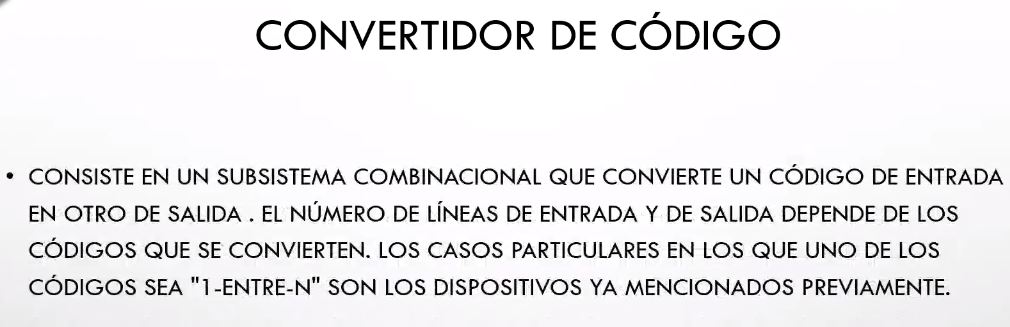 CONVERTIDOR DE CÓDIGO
• CONSISTE EN UN SUBSISTEMA COMBINACIONAL QUE CONVIERTE UN CÓDIGO DE ENTRADA
EN OTRO DE SALIDA . EL NÚMERO DE LÍNEAS DE ENTRADA Y DE SALIDA DEPENDE DE LOS
CÓDIGOS QUE SE CONVIERTEN. LOS CASOS PARTICULARES EN LOS QUE UNO DE LOS
CÓDIGOS SEA "1-ENTRE-N" SON LOS DISPOSITIVOS YA MENCIONADOS PREVIAMENTE.